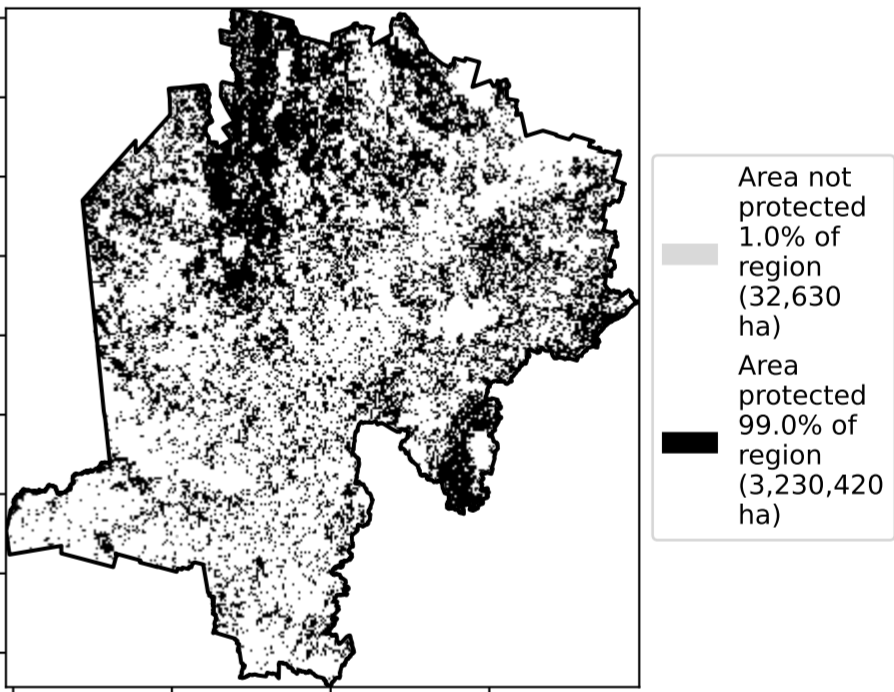 Area not
protected
1.0% of
region
(32,630
ha)
Area
protected
99.0% of
region
(3,230,420
ha)